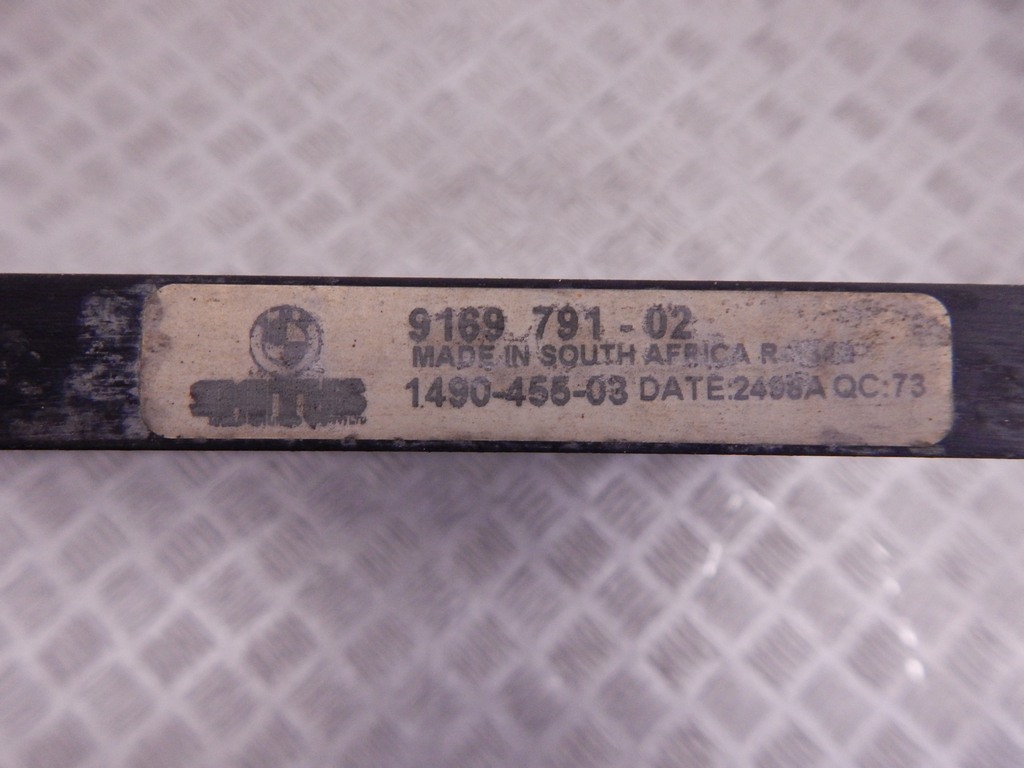 9169 791 - 02
MADE IN SOUTH AFRICA
1490-455-03 DATE:2498A QC:73